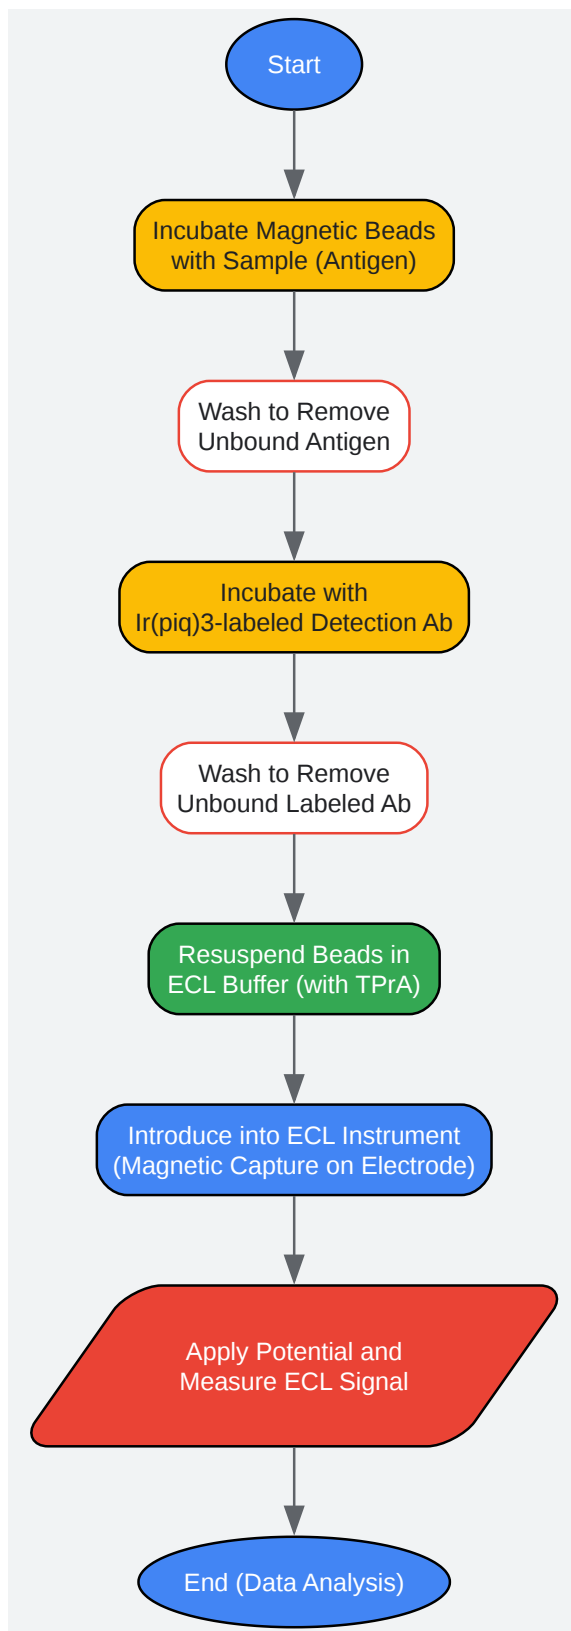 Start
Incubate Magnetic Beads
with Sample (Antigen)
Wash to Remove
Unbound Antigen
Incubate with
Ir(piq)3-labeled Detection Ab
Wash to Remove
Unbound Labeled Ab
Resuspend Beads in
ECL Buffer (with TPrA)
Introduce into ECL Instrument
(Magnetic Capture on Electrode)
Apply Potential and
Measure ECL Signal
End (Data Analysis)